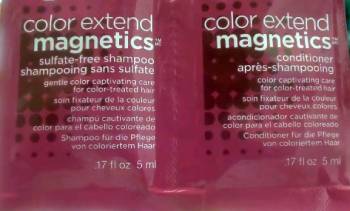 color extend
magnetics™
sulfate-free shampoo
shampooing sans sulfate
gentle color captivating care
for color-treated hair
soin fixateur de la couleur
pour cheveux colorés
champú cautivante de
color para el cabello coloreado
Shampoo für die Pflege
von coloriertem Haar
.17 fl oz 5 ml
color extend
magnetics™
conditioner
après-shampooing
color captivating care
for color-treated hair
soin fixateur de la couleur
pour cheveux colorés
acondicionador cautivante de
color para el cabello coloreado
Conditioner für die Pflege
von coloriertem Haar
.17 fl oz 5 ml